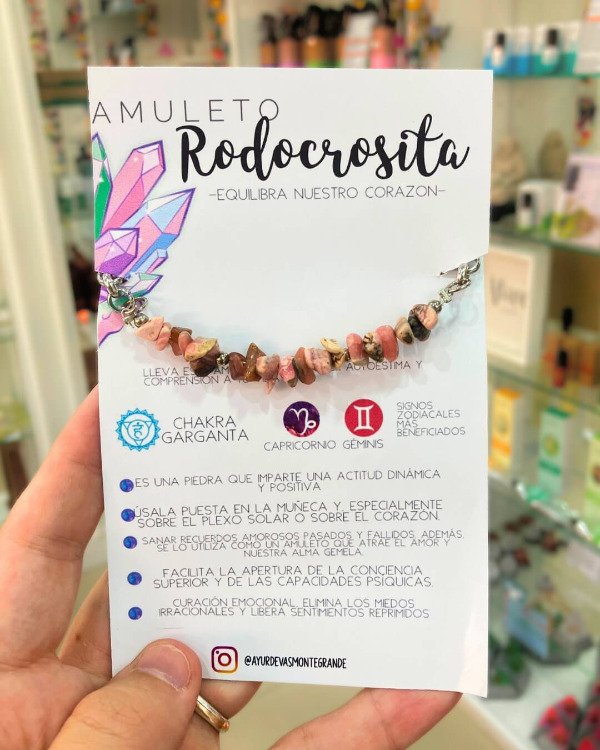 AMULETO
Rodocrosita
-EQUILIBRA NUESTRO CORAZON-
LLEVA
AUTOESTIMA Y
COMPRENSIÓN A
CHAKRA
GARGANTA
CAPRICORNIO GÉMINIS
SIGNOS
ZODIACALES
MÁS
BENEFICIADOS
ES UNA PIEDRA QUE IMPARTE UNA ACTITUD DINÁMICA
Y POSITIVA
ÚSALA PUESTA EN LA MUÑECA Y ESPECIALMENTE
SOBRE EL PLEXO SOLAR O SOBRE EL CORAZÓN.
SANAR RECUERDOS AMOROSOS PASADOS Y FALLIDOS. ADEMÁS,
SE LO UTILIZA COMO UN AMULETO QUE ATRAE EL AMOR Y
NUESTRA ALMA GEMELA.
FACILITA LA APERTURA DE LA CONCIENCIA
SUPERIOR Y DE LAS CAPACIDADES PSÍQUICAS.
CURACIÓN EMOCIONAL. ELIMINA LOS MIEDOS
IRRACIONALES Y LIBERA SENTIMIENTOS REPRIMIDOS
@AYURDEVASMONTEGRANDE